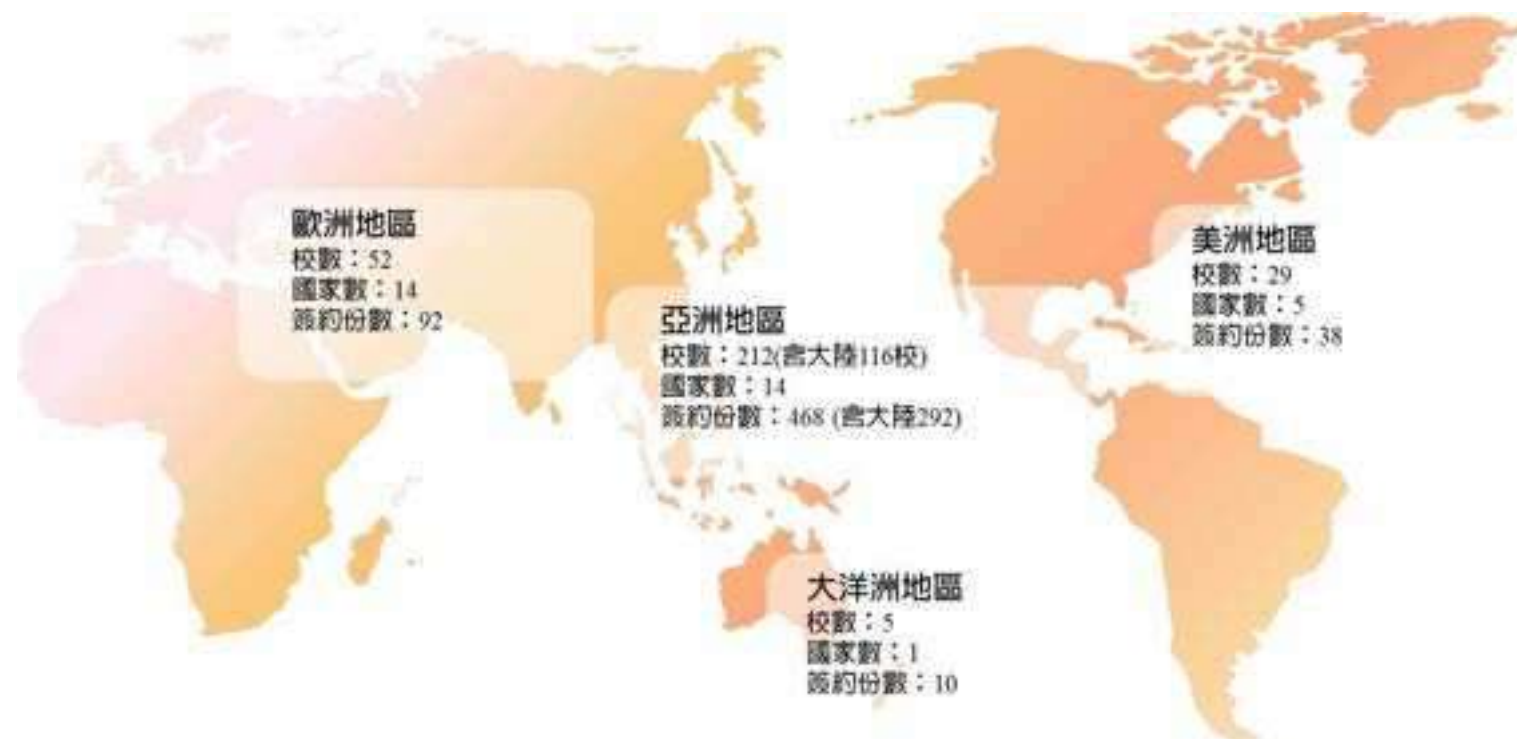 歐洲地區
校數：52
國家數：14
簽約份數：92
亞洲地區
校數：212(含大陸116校)
國家數：14
簽約份數：468 (含大陸292)
美洲地區
校數：29
國家數：5
簽約份數：38
大洋洲地區
校數：5
國家數：1
簽約份數：10